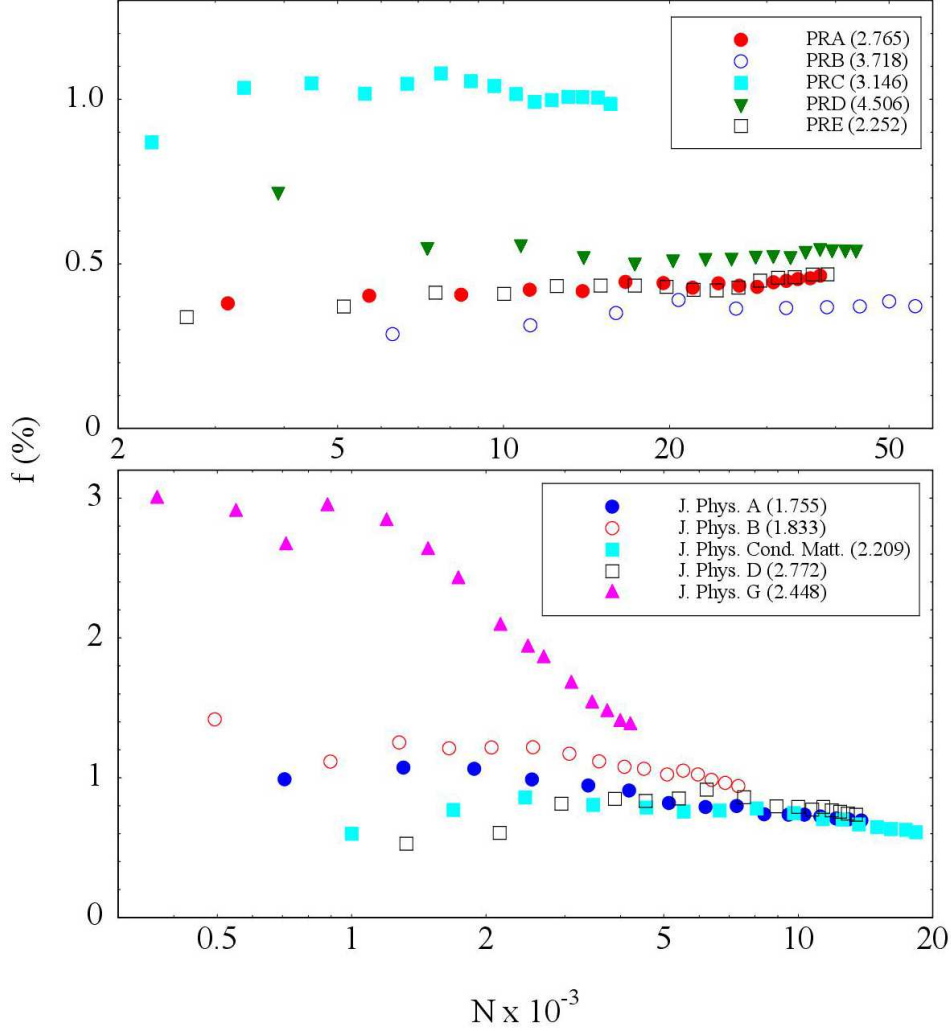 1.0
0.5
0
2 5 10 20 50
PRA (2.765)
PRB (3.718)
PRC (3.146)
PRD (4.506)
PRE (2.252)
f (%)
3
2
1
0
0.5 1 2 5 10 20
J. Phys. A (1.755)
J. Phys. B (1.833)
J. Phys. Cond. Matt. (2.209)
J. Phys. D (2.772)
J. Phys. G (2.448)
N x 10⁻³